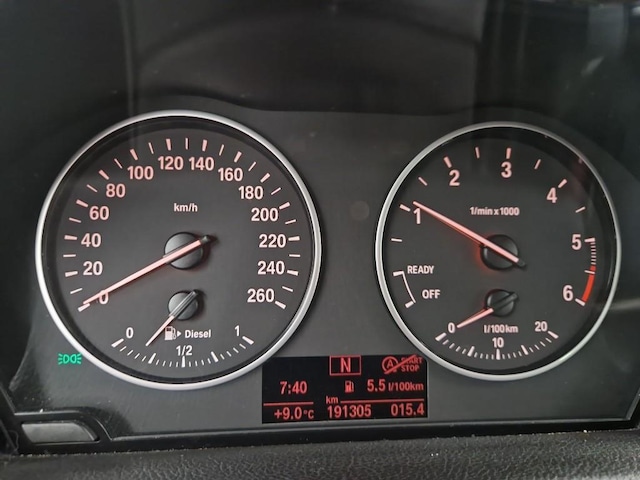 0 20 40 60 80 100 120 140 160 180 200 220 240 260
km/h
0 1/2 1
Diesel
1 2 3 4 5 6
1/min x 1000
READY
OFF
0 10 20
l/100km
N
A START
STOP
7:40 5.5 l/100km
km
+9.0°C 191305 015.4